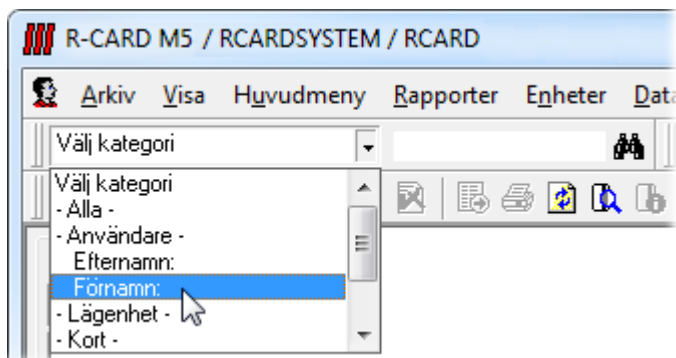 R-CARD M5 / RCARDSYSTEM / RCARD
Arkiv Visa Huvudmeny Rapporter Enheter Data
Välj kategori
Välj kategori
- Alla -
- Användare -
Efternamn:
Förnamn:
- Lägenhet -
- Kort -